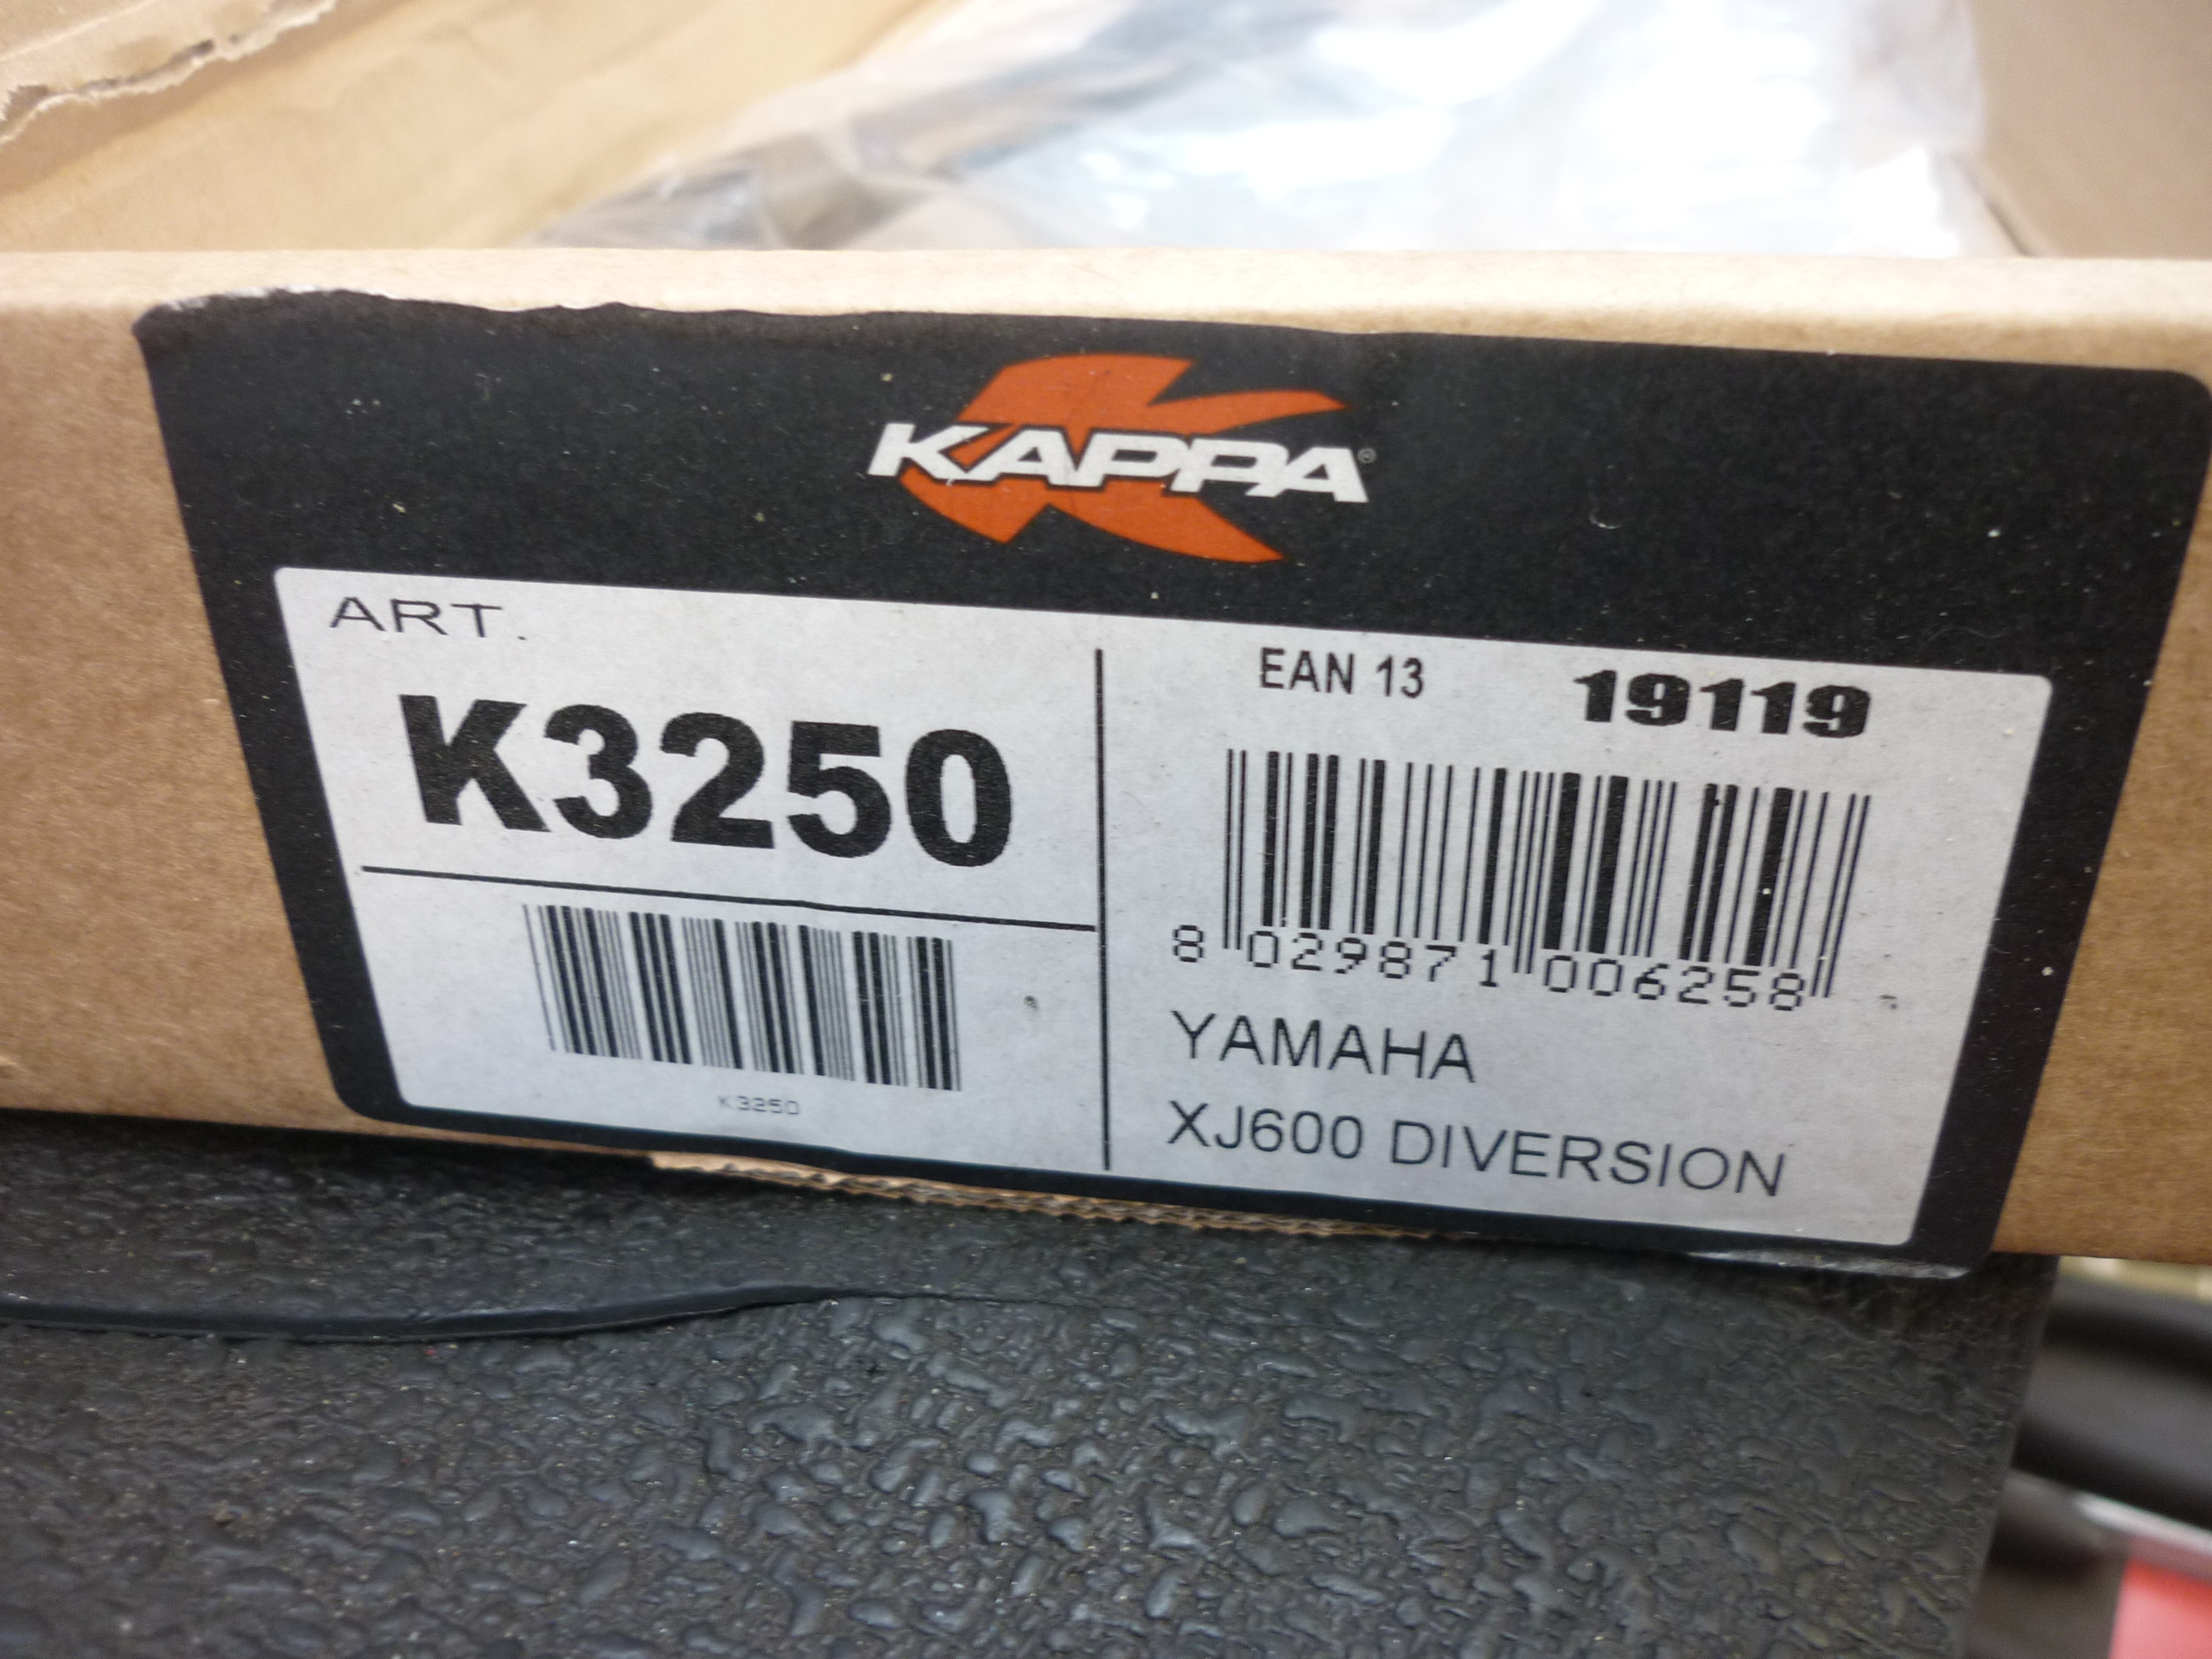 KAPPA®
ART.
K3250
K3250
EAN 13 19119
8 029871 006258
YAMAHA
XJ600 DIVERSION